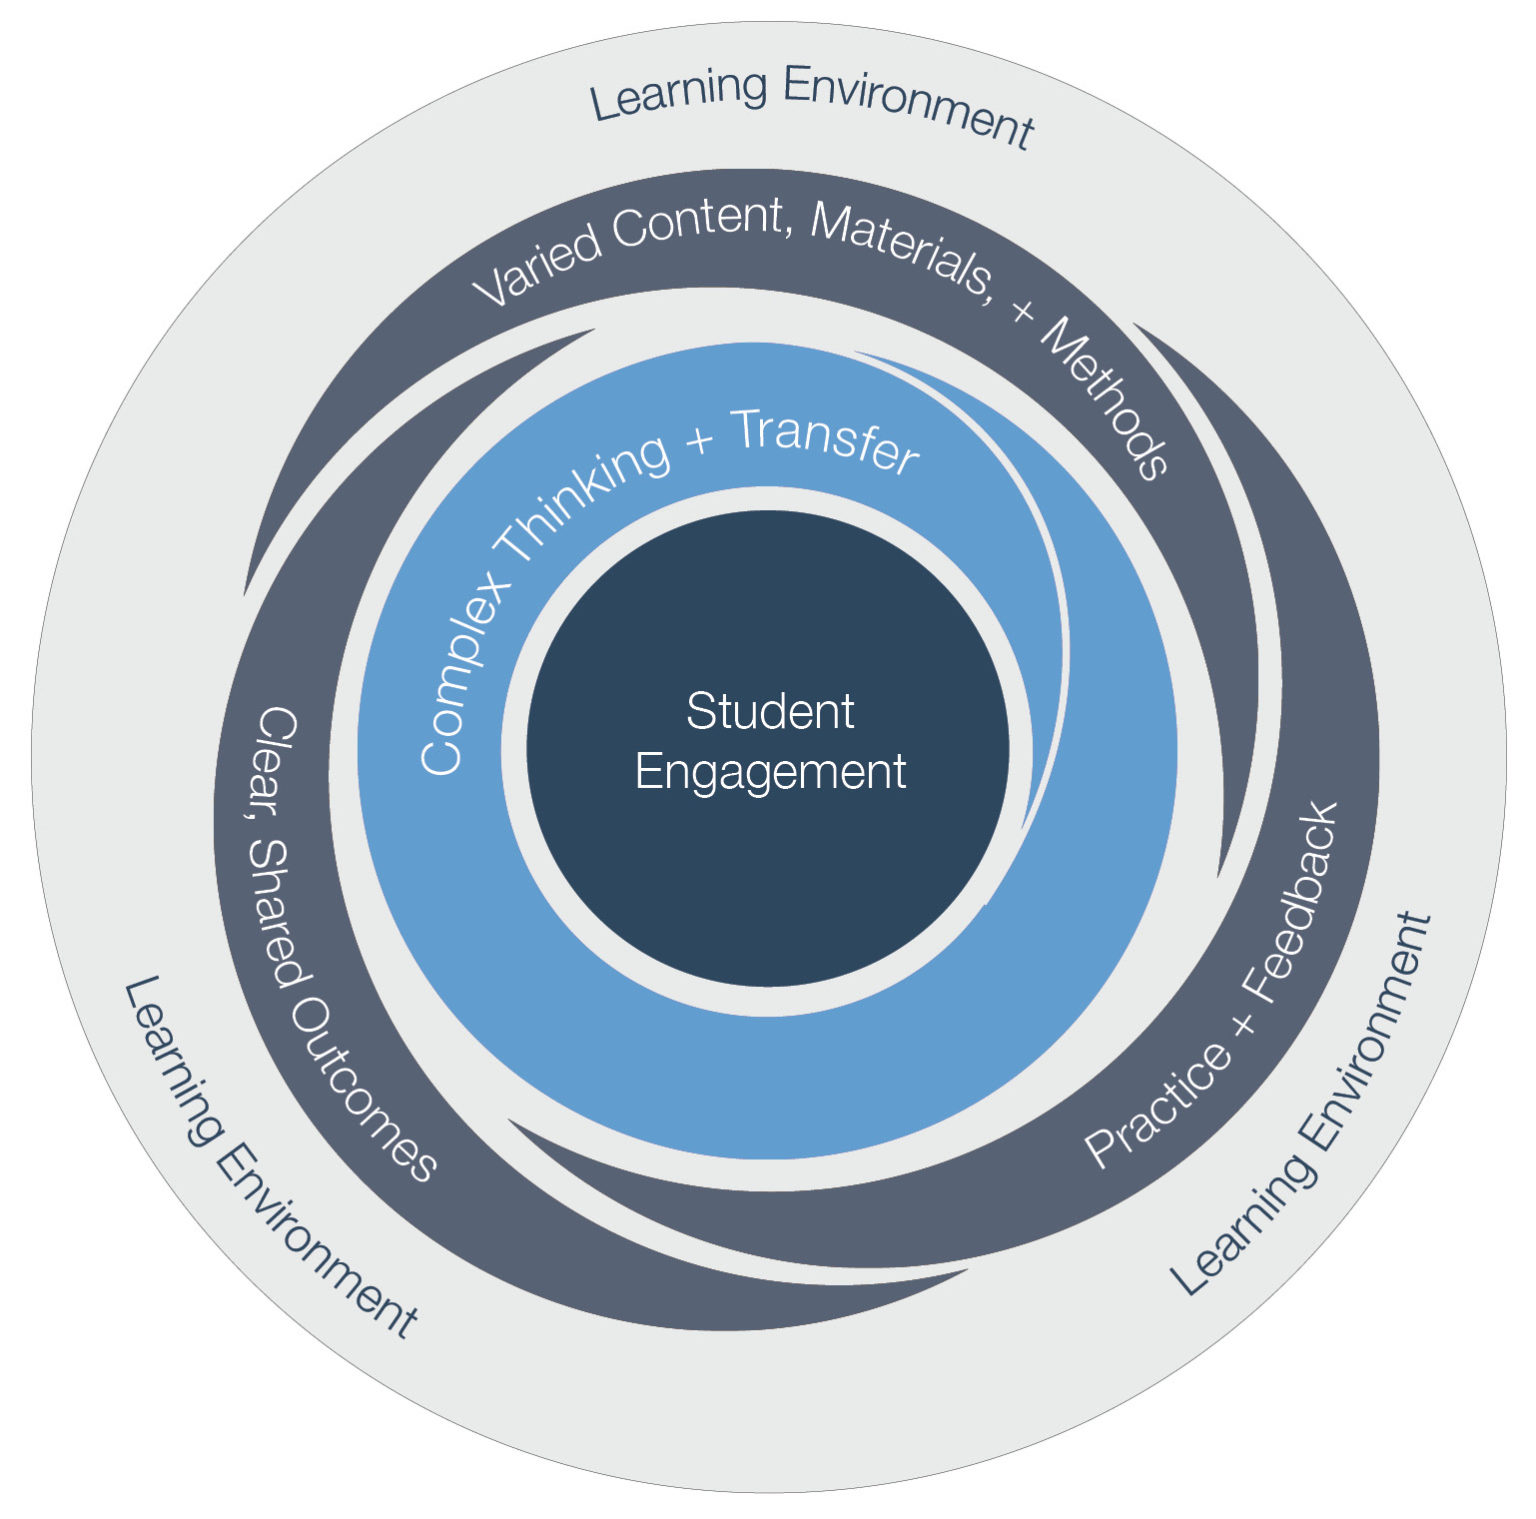 Learning Environment
Varied Content, Materials, + Methods
Complex Thinking + Transfer
Student
Engagement
Clear, Shared Outcomes
Practice + Feedback
Learning Environment
Learning Environment